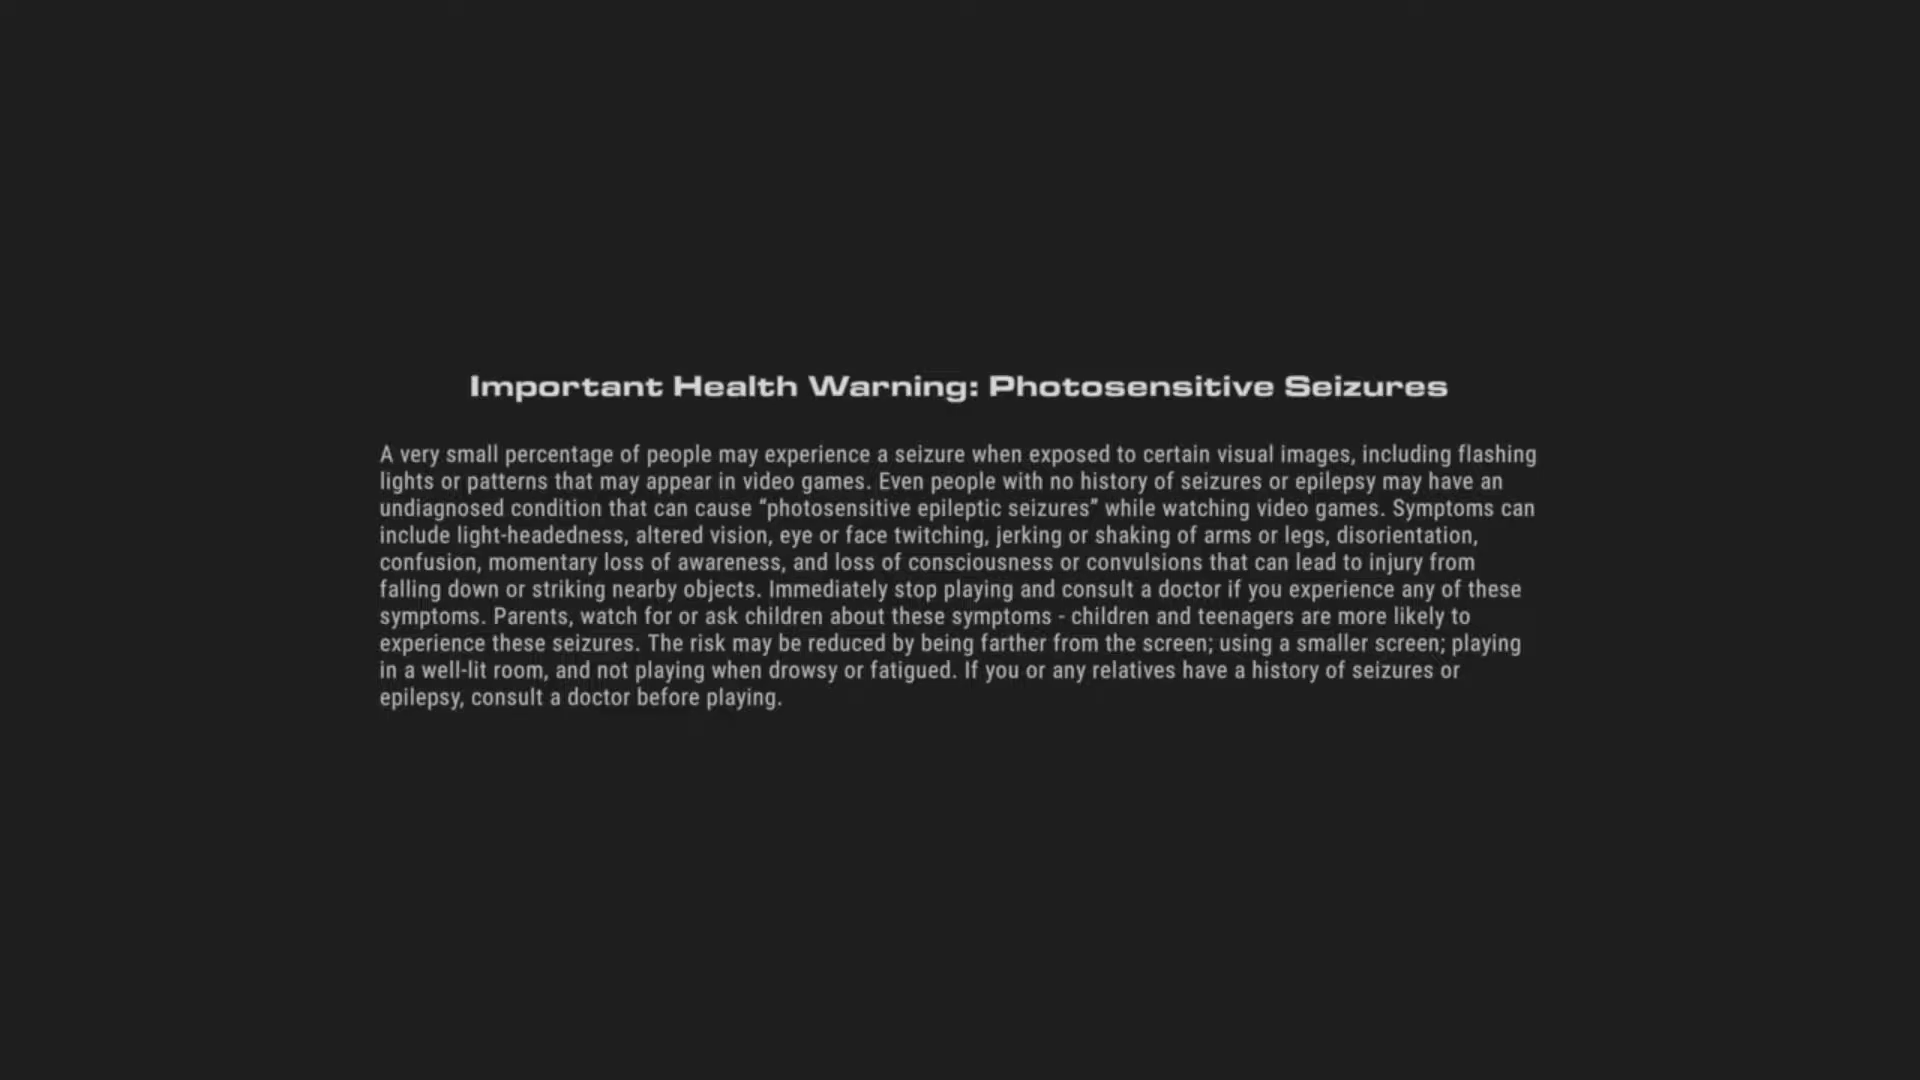 Important Health Warning: Photosensitive Seizures
A very small percentage of people may experience a seizure when exposed to certain visual images, including flashing
lights or patterns that may appear in video games. Even people with no history of seizures or epilepsy may have an
undiagnosed condition that can cause “photosensitive epileptic seizures” while watching video games. Symptoms can
include light-headedness, altered vision, eye or face twitching, jerking or shaking of arms or legs, disorientation,
confusion, momentary loss of awareness, and loss of consciousness or convulsions that can lead to injury from
falling down or striking nearby objects. Immediately stop playing and consult a doctor if you experience any of these
symptoms. Parents, watch for or ask children about these symptoms - children and teenagers are more likely to
experience these seizures. The risk may be reduced by being farther from the screen; using a smaller screen; playing
in a well-lit room, and not playing when drowsy or fatigued. If you or any relatives have a history of seizures or
epilepsy, consult a doctor before playing.